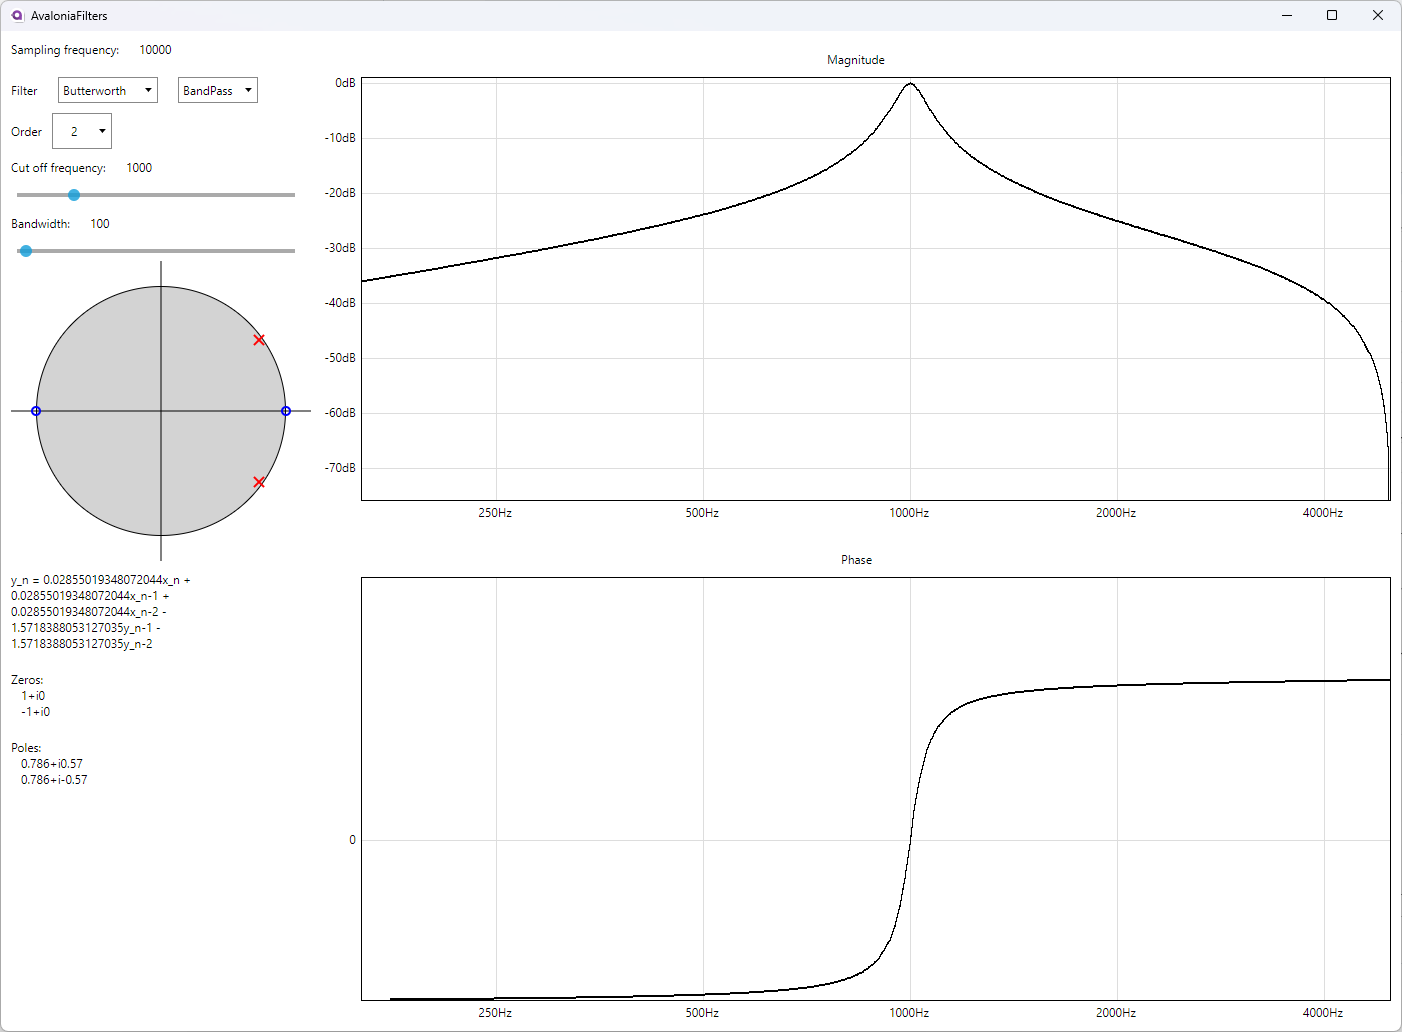 AvaloniaFilters
Sampling frequency: 10000
Filter Butterworth BandPass
Order 2
Cut off frequency: 1000
Bandwidth: 100
y_n = 0.02855019348072044x_n +
0.02855019348072044x_n-1 +
0.02855019348072044x_n-2 -
1.5718388053127035y_n-1 -
1.5718388053127035y_n-2
Zeros:
1+i0
-1+i0
Poles:
0.786+i0.57
0.786+i-0.57
Magnitude
0dB
-10dB
-20dB
-30dB
-40dB
-50dB
-60dB
-70dB
250Hz 500Hz 1000Hz 2000Hz 4000Hz
Phase
0
250Hz 500Hz 1000Hz 2000Hz 4000Hz